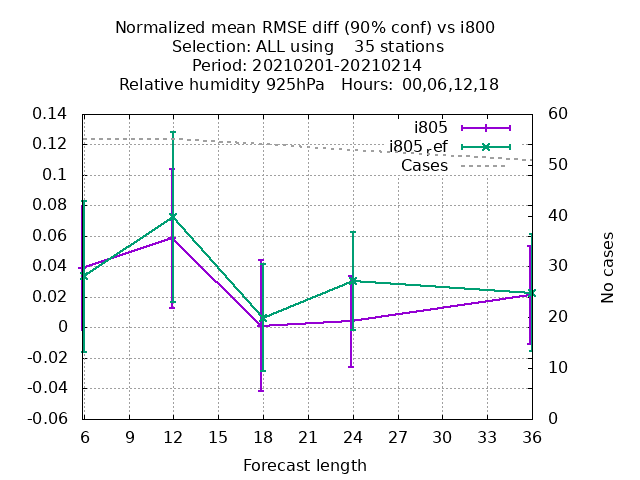 Normalized mean RMSE diff (90% conf) vs i800
Selection: ALL using    35 stations
Period: 20210201-20210214
Relative humidity 925hPa   Hours: 00,06,12,18
0.14
0.12
0.1
0.08
0.06
0.04
0.02
0
-0.02
-0.04
-0.06
60
50
40
30
20
10
0
i805
i805_ef
Cases
No cases
6 9 12 15 18 21 24 27 30 33 36
Forecast length